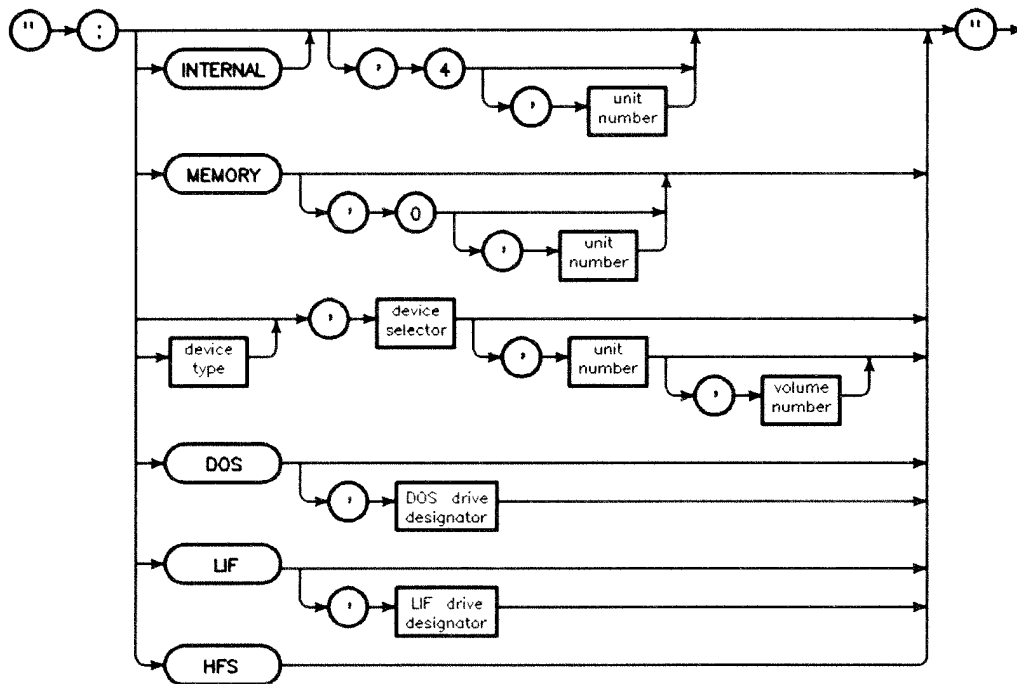 " : "
INTERNAL , 4
, unit number
MEMORY
, 0
, unit number
, device selector
device type
, unit number
, volume number
DOS
, DOS drive designator
LIF
, LIF drive designator
HFS